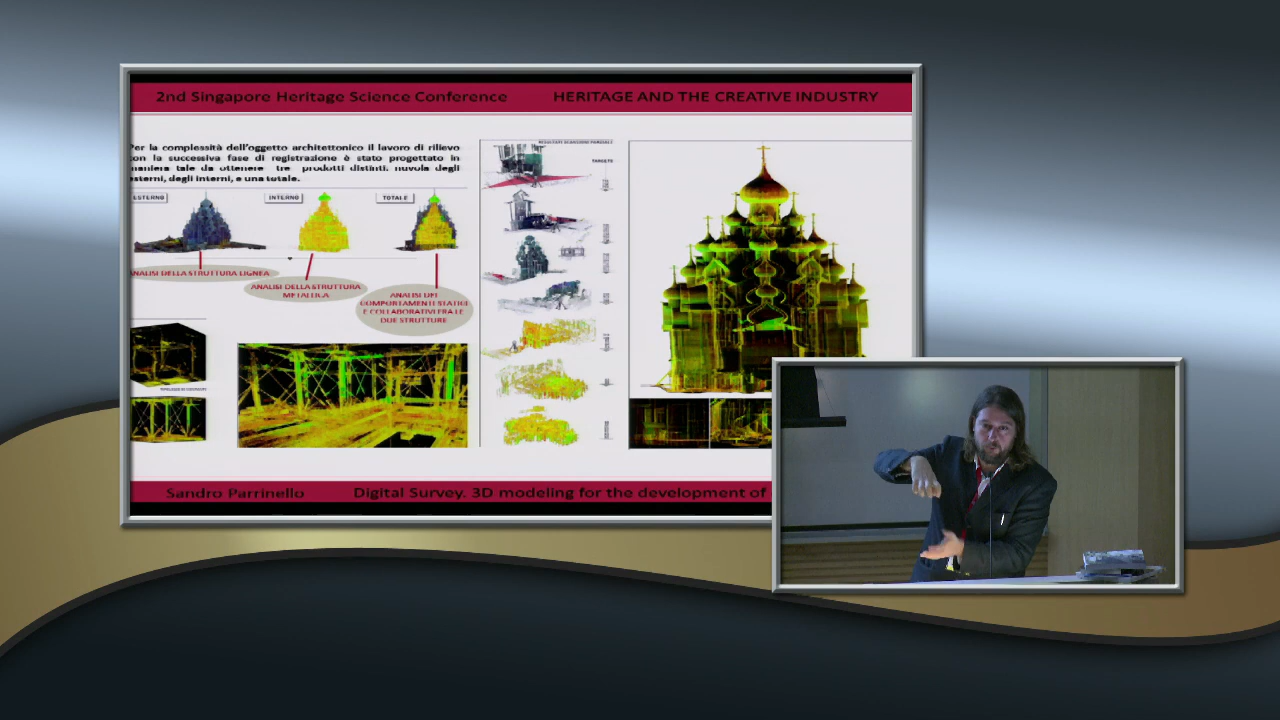 2nd Singapore Heritage Science Conference HERITAGE AND THE CREATIVE INDUSTRY
Per la complessità dell'oggetto architettonico il lavoro di rilievo
con la successiva fase di registrazione è stato progettato in
maniera tale da ottenere tre prodotti distinti. nuvola degli
esterni, degli interni, e una totale.
ESTERNO INTERNO TOTALE
TARGETS
ANALISI DELLA STRUTTURA LIGNEA
ANALISI DELLA STRUTTURA
METALLICA
ANALISI DEI
COMPORTAMENTI STATICI
E COLLABORATIVI FRA LE
DUE STRUTTURE
Sandro Parrinello Digital Survey. 3D modeling for the development of